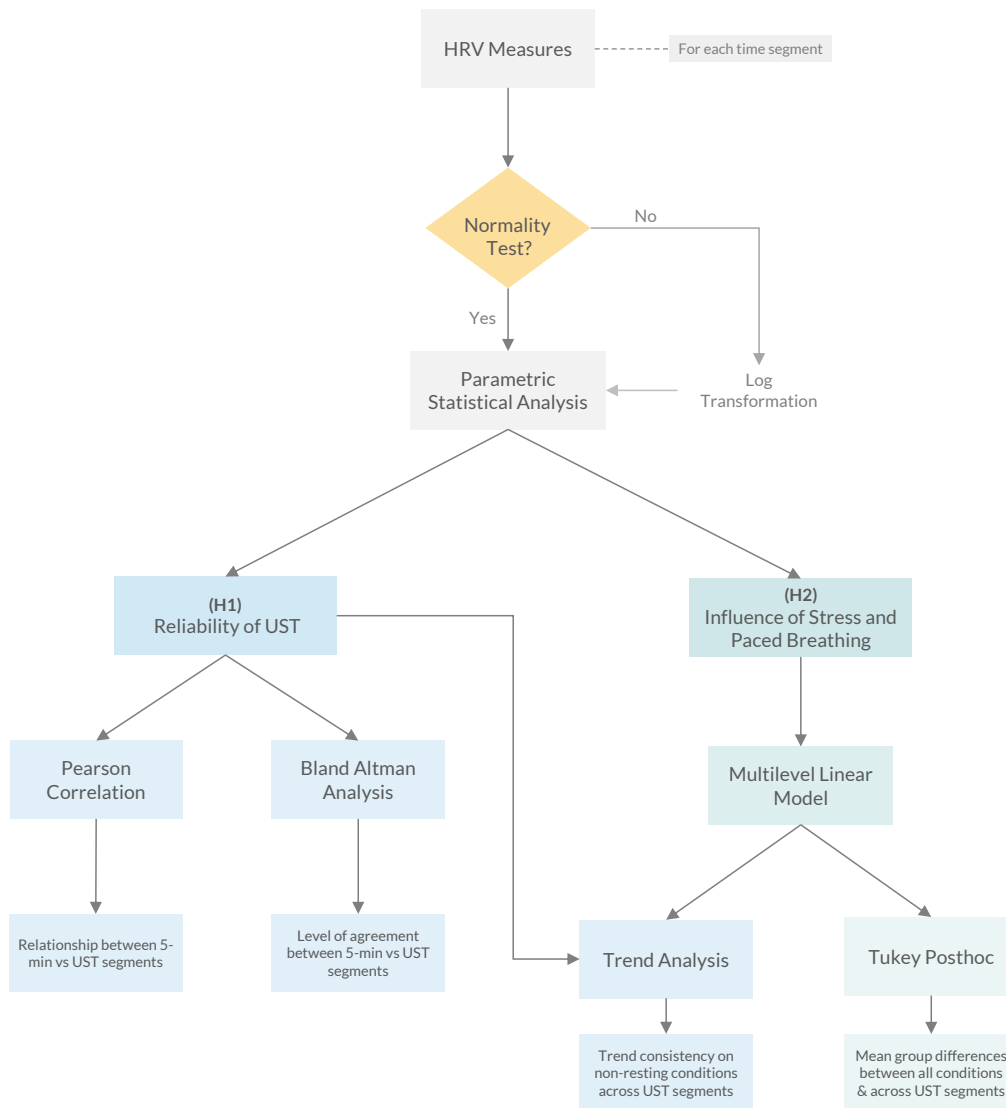 HRV Measures
For each time segment
Normality
Test?
No
Yes
Parametric
Statistical Analysis
Log
Transformation
(H1)
Reliability of UST
(H2)
Influence of Stress and
Paced Breathing
Pearson
Correlation
Bland Altman
Analysis
Multilevel Linear
Model
Relationship between 5-
min vs UST segments
Level of agreement
between 5-min vs UST
segments
Trend Analysis
Tukey Posthoc
Trend consistency on
non-resting conditions
across UST segments
Mean group differences
between all conditions
& across UST segments